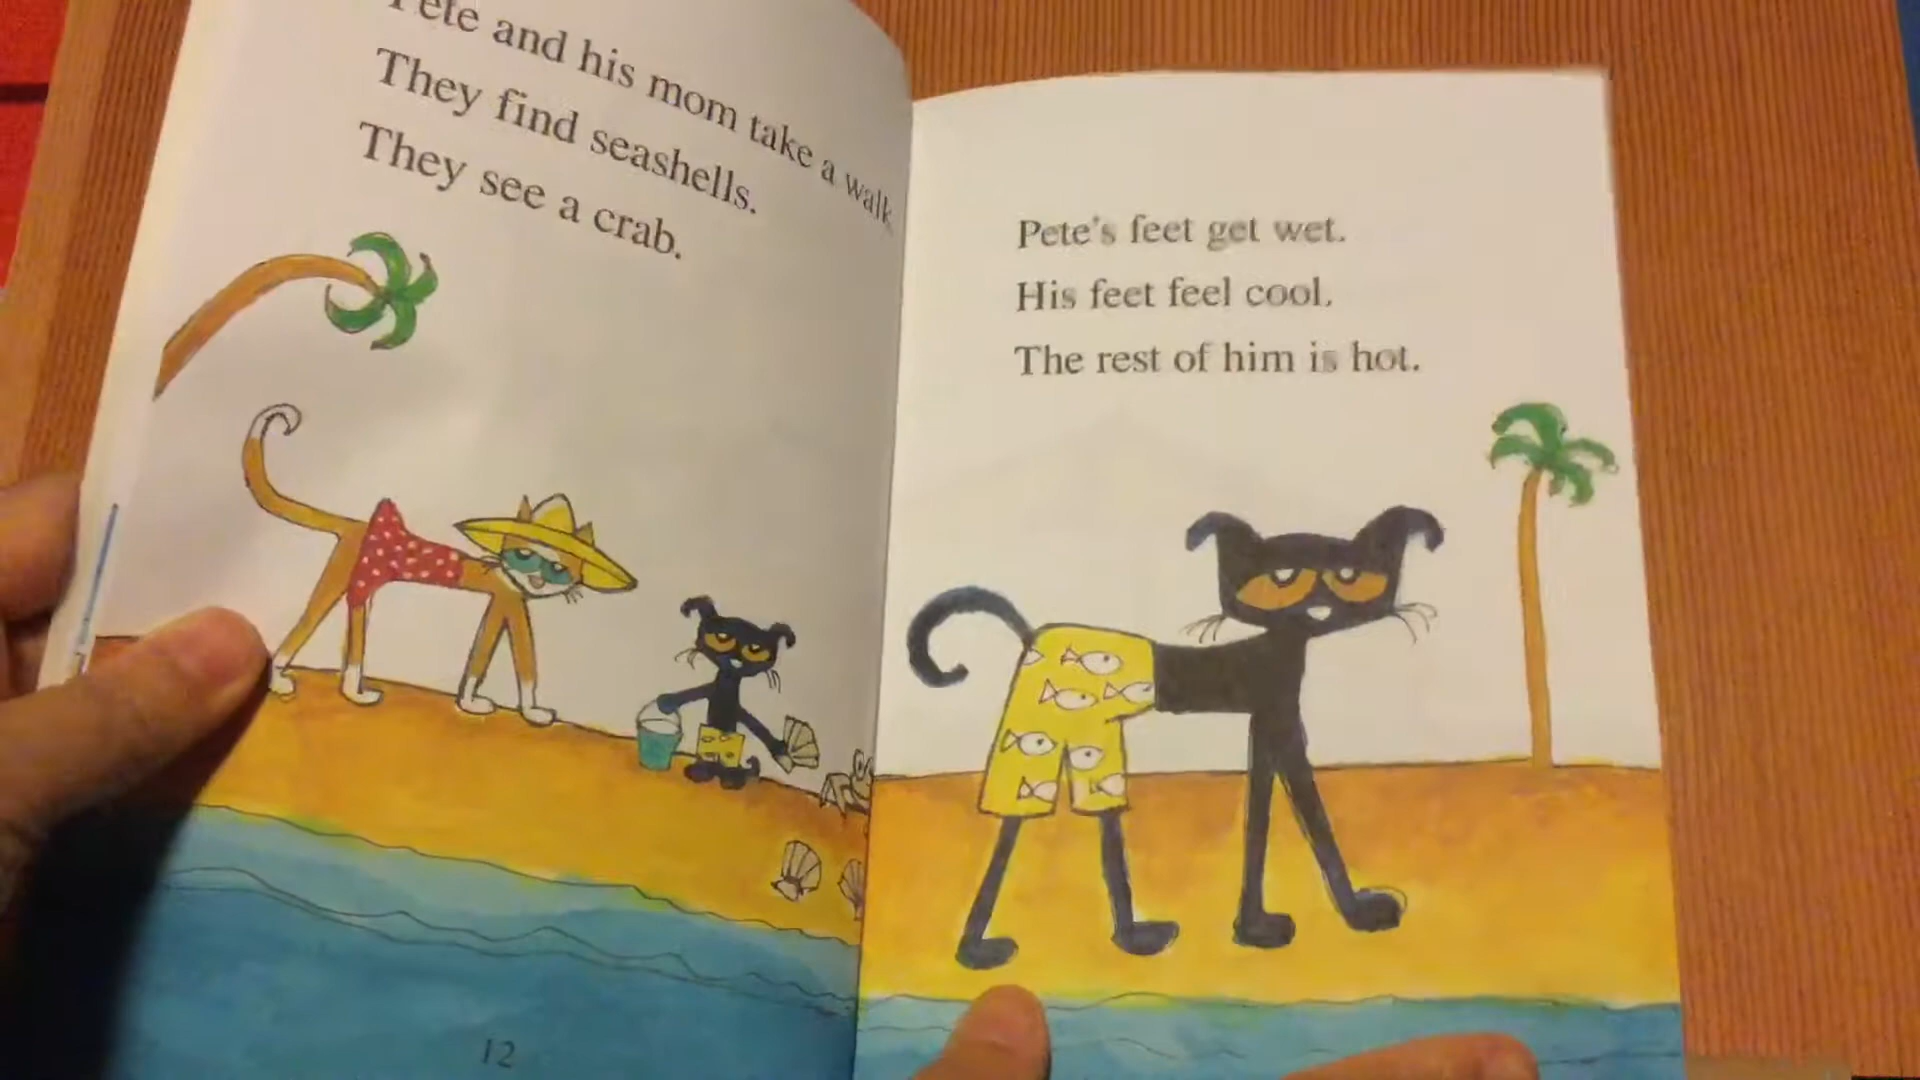 Pete and his mom take a walk.
They find seashells.
They see a crab.
12
Pete's feet get wet.
His feet feel cool.
The rest of him is hot.